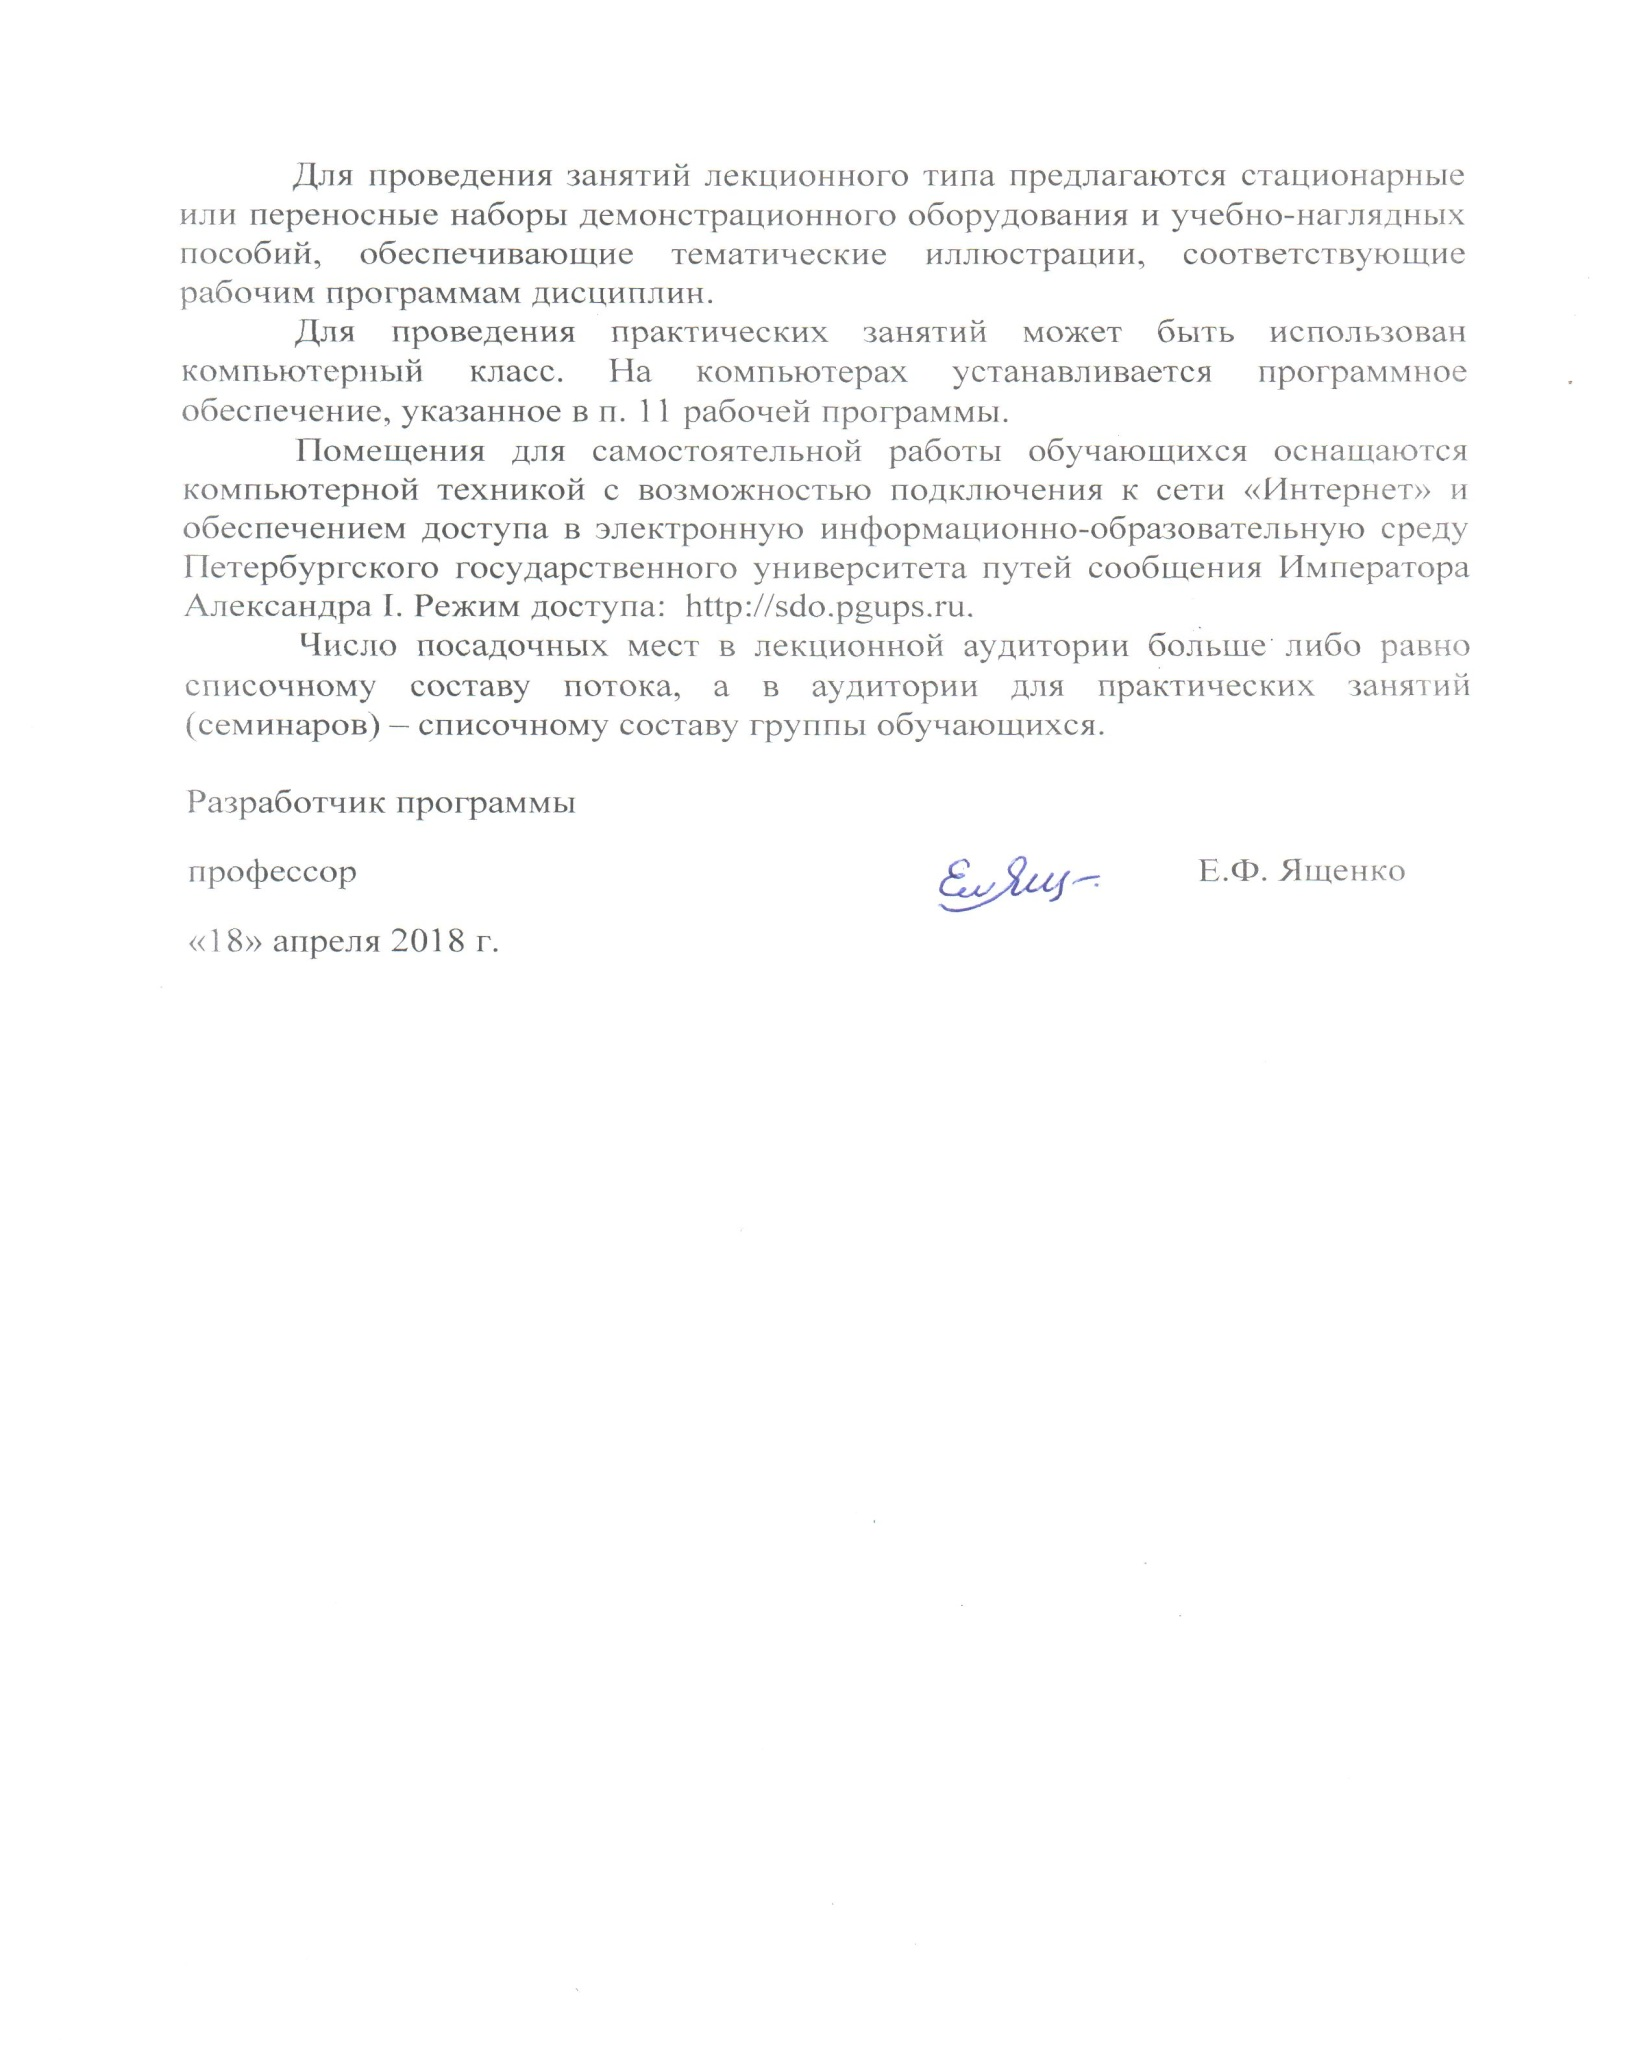 Для проведения занятий лекционного типа предлагаются стационарные
или переносные наборы демонстрационного оборудования и учебно-наглядных
пособий, обеспечивающие тематические иллюстрации, соответствующие
рабочим программам дисциплин.
Для проведения практических занятий может быть использован
компьютерный класс. На компьютерах устанавливается программное
обеспечение, указанное в п. 11 рабочей программы.
Помещения для самостоятельной работы обучающихся оснащаются
компьютерной техникой с возможностью подключения к сети «Интернет» и
обеспечением доступа в электронную информационно-образовательную среду
Петербургского государственного университета путей сообщения Императора
Александра I. Режим доступа: http://sdo.pgups.ru.
Число посадочных мест в лекционной аудитории больше либо равно
списочному составу потока, а в аудитории для практических занятий
(семинаров) – списочному составу группы обучающихся.
Разработчик программы
профессор Е.Ф. Ященко
«18» апреля 2018 г.